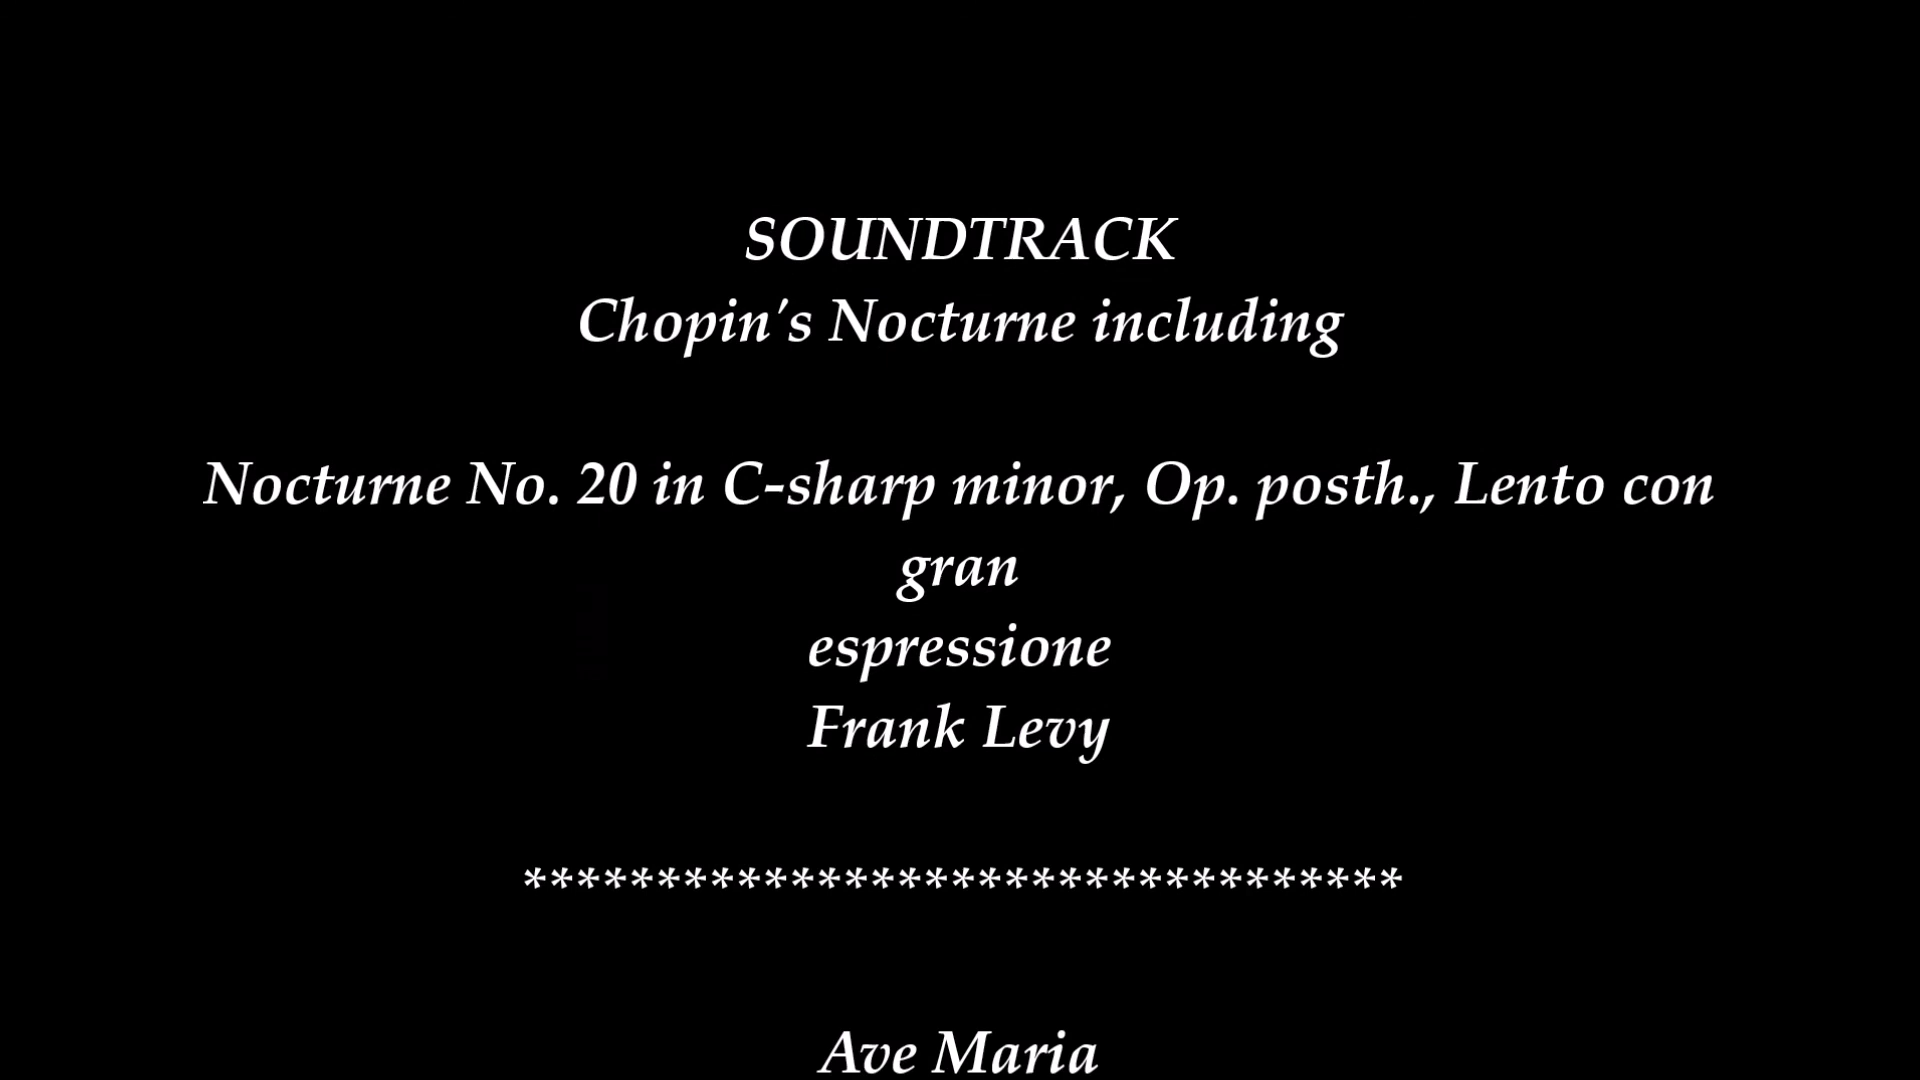 SOUNDTRACK
Chopin's Nocturne including
Nocturne No. 20 in C-sharp minor, Op. posth., Lento con
gran
espressione
Frank Levy
*********************************
Ave Maria